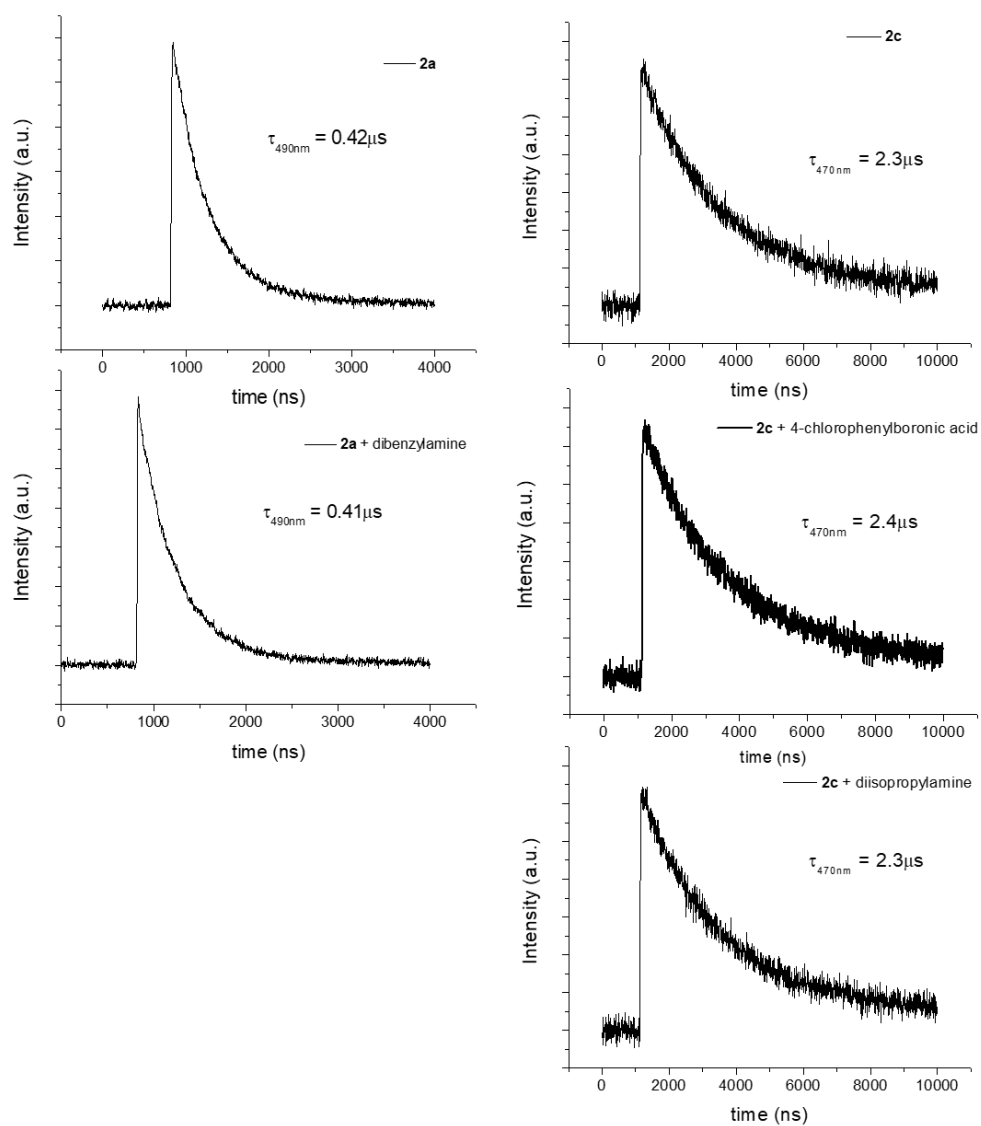 2a
τ490nm = 0.42μs
Intensity (a.u.)
0 1000 2000 3000 4000
time (ns)
2a + dibenzylamine
τ490nm = 0.41μs
Intensity (a.u.)
0 1000 2000 3000 4000
time (ns)
2c
τ470nm = 2.3μs
Intensity (a.u.)
0 2000 4000 6000 8000 10000
time (ns)
2c + 4-chlorophenylboronic acid
τ470nm = 2.4μs
Intensity (a.u.)
0 2000 4000 6000 8000 10000
time (ns)
2c + diisopropylamine
τ470nm = 2.3μs
Intensity (a.u.)
0 2000 4000 6000 8000 10000
time (ns)